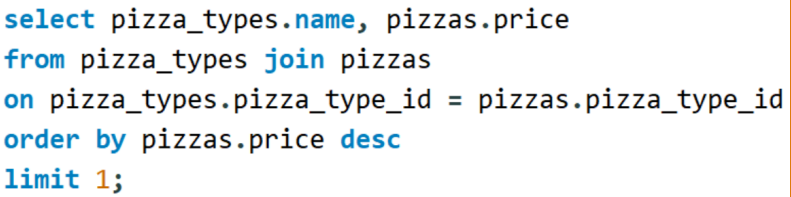 select pizza_types.name, pizzas.price
from pizza_types join pizzas
on pizza_types.pizza_type_id = pizzas.pizza_type_id
order by pizzas.price desc
limit 1;